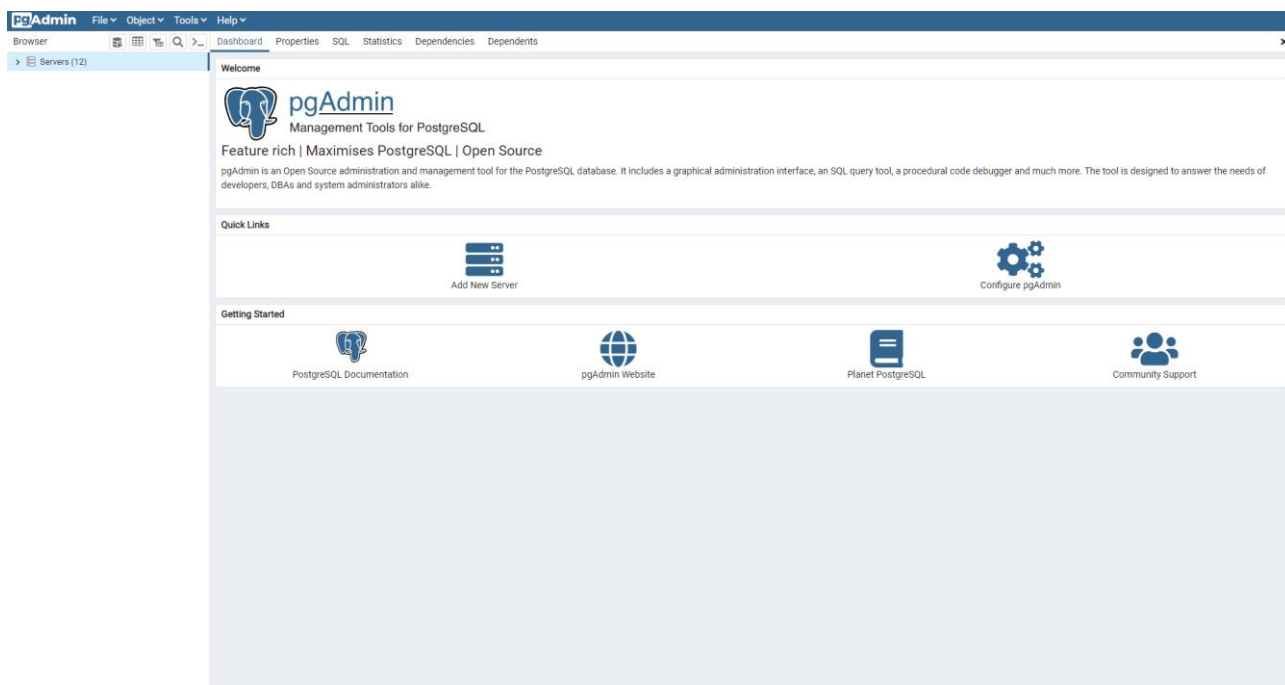 pgAdmin File Object Tools Help
Browser
Dashboard Properties SQL Statistics Dependencies Dependents
Servers (12)
Welcome
pgAdmin
Management Tools for PostgreSQL
Feature rich | Maximises PostgreSQL | Open Source
pgAdmin is an Open Source administration and management tool for the PostgreSQL database. It includes a graphical administration interface, an SQL query tool, a procedural code debugger and much more. The tool is designed to answer the needs of
developers, DBAs and system administrators alike.
Quick Links
Add New Server
Configure pgAdmin
Getting Started
PostgreSQL Documentation
pgAdmin Website
Planet PostgreSQL
Community Support